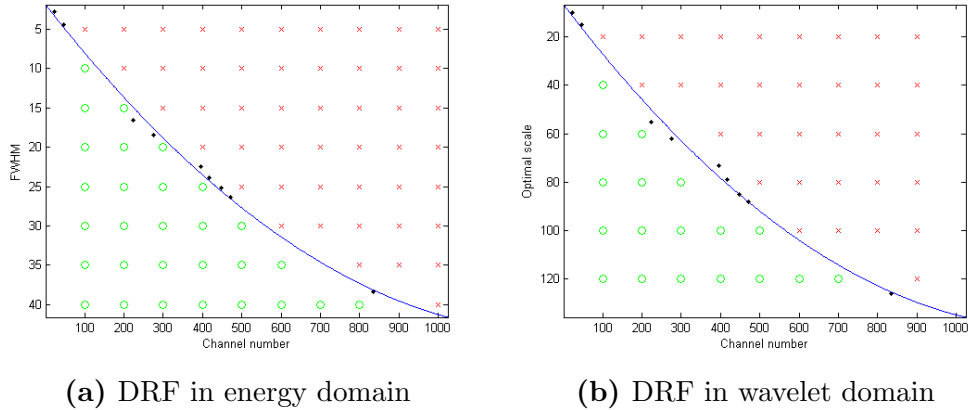 5
10
15
20
25
30
35
40
FWHM
100 200 300 400 500 600 700 800 900 1000
Channel number
20
40
60
80
100
120
Optimal scale
100 200 300 400 500 600 700 800 900 1000
Channel number
(a) DRF in energy domain
(b) DRF in wavelet domain